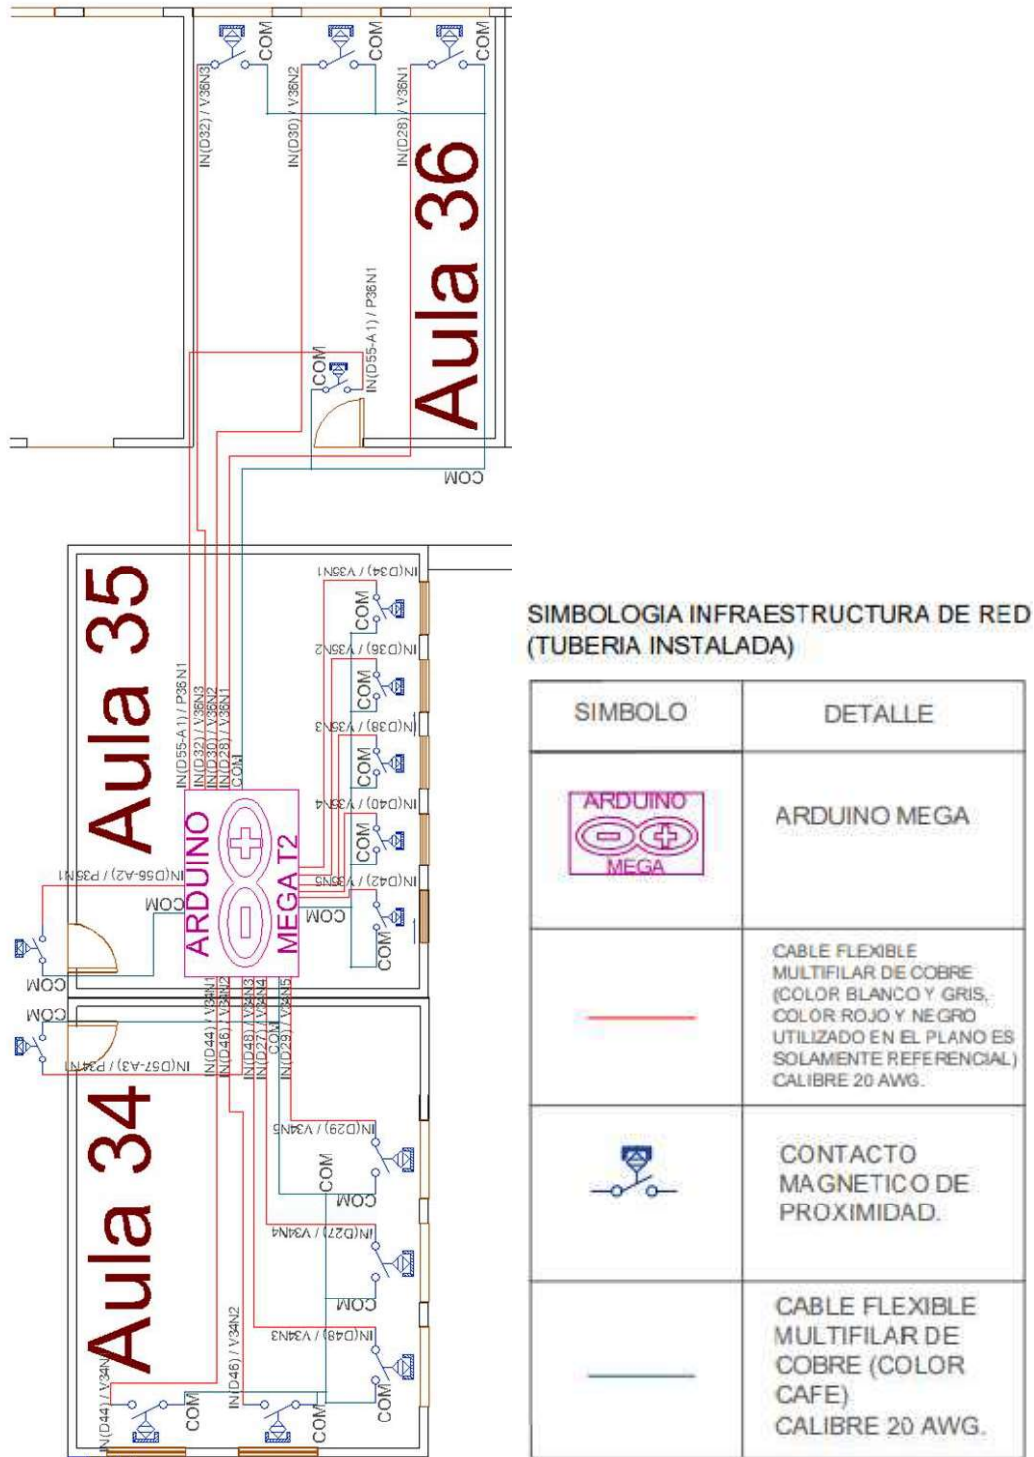 COM
COM
COM
IN(D32) / V36N3
IN(D30) / V36N2
IN(D28) / V36N1
Aula 36
COM
IN(D55-A1) / P36N1
COM
Aula 35
IN(D34) / V35N1
COM
IN(D36) / V35N2
COM
IN(D38) / V35N3
COM
IN(D40) / V35N4
COM
IN(D42) / V35N5
COM
COM
IN(D55-A1) / P36N1
IN(D32) / V36N3
IN(D30) / V36N2
IN(D28) / V36N1
COM
ARDUINO
MEGA T2
IN(D56-A2) / P35N1
COM
COM
COM
IN(D57-A3) / P34N1
IN(D44) / V34N1
IN(D46) / V34N2
IN(D48) / V34N3
IN(D27) / V34N4
COM
IN(D29) / V34N5
Aula 34
IN(D29) / V34N5
COM
COM
IN(D27) / V34N4
COM
IN(D48) / V34N3
COM
IN(D46) / V34N2
COM
IN(D44) / V34N
COM
SIMBOLOGIA INFRAESTRUCTURA DE RED
(TUBERIA INSTALADA)
SIMBOLO
DETALLE
ARDUINO
MEGA
ARDUINO MEGA
CABLE FLEXIBLE
MULTIFILAR DE COBRE
(COLOR BLANCO Y GRIS,
COLOR ROJO Y NEGRO
UTILIZADO EN EL PLANO ES
SOLAMENTE REFERENCIAL)
CALIBRE 20 AWG.
CONTACTO
MAGNETICO DE
PROXIMIDAD.
CABLE FLEXIBLE
MULTIFILAR DE
COBRE (COLOR
CAFE)
CALIBRE 20 AWG.